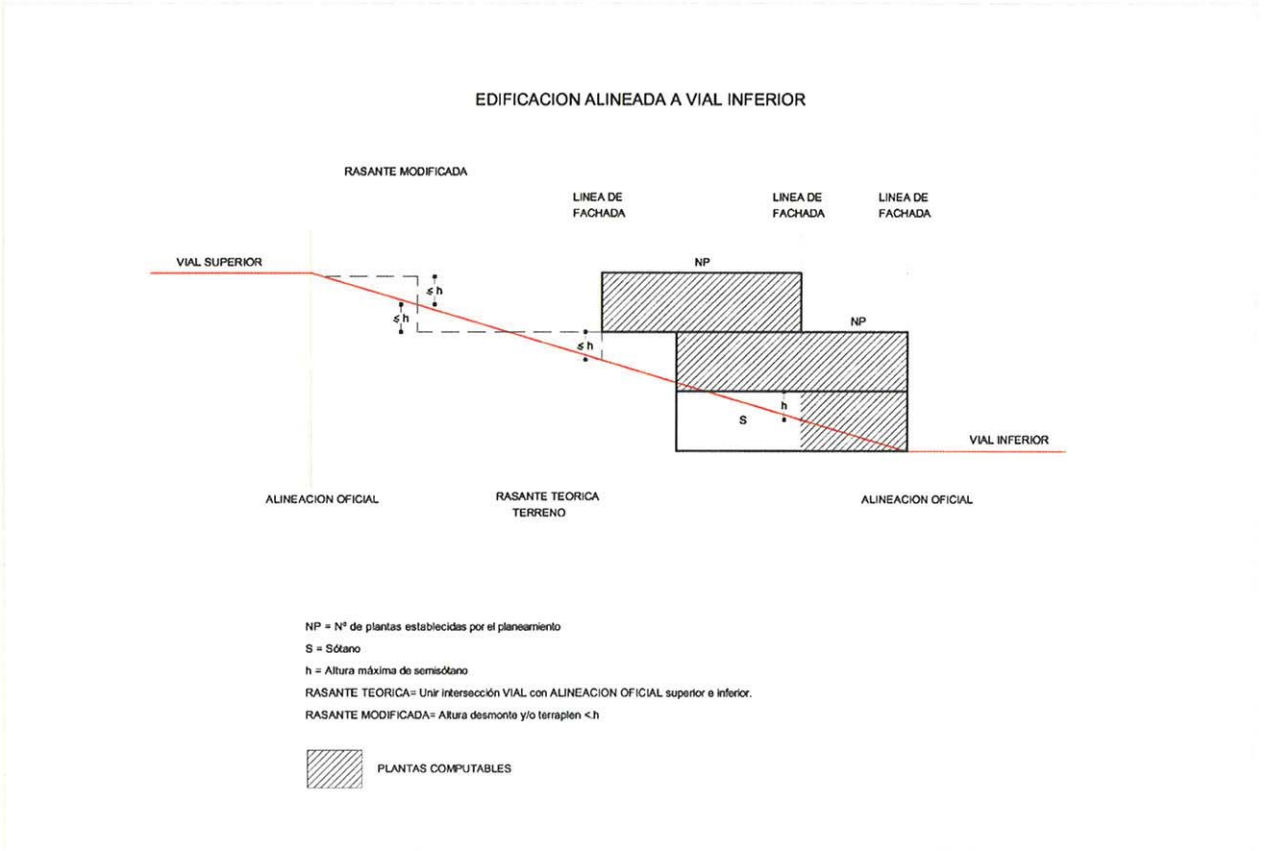 EDIFICACION ALINEADA A VIAL INFERIOR
RASANTE MODIFICADA
LINEA DE
FACHADA
LINEA DE
FACHADA
LINEA DE
FACHADA
VIAL SUPERIOR
NP
≤ h
≤ h
NP
≤ h
h
S
VIAL INFERIOR
ALINEACION OFICIAL
RASANTE TEORICA
TERRENO
ALINEACION OFICIAL
NP = Nº de plantas establecidas por el planeamiento
S = Sótano
h = Altura máxima de semisótano
RASANTE TEORICA= Unir intersección VIAL con ALINEACION OFICIAL superior e inferior.
RASANTE MODIFICADA= Altura desmonte y/o terraplen <.h
PLANTAS COMPUTABLES